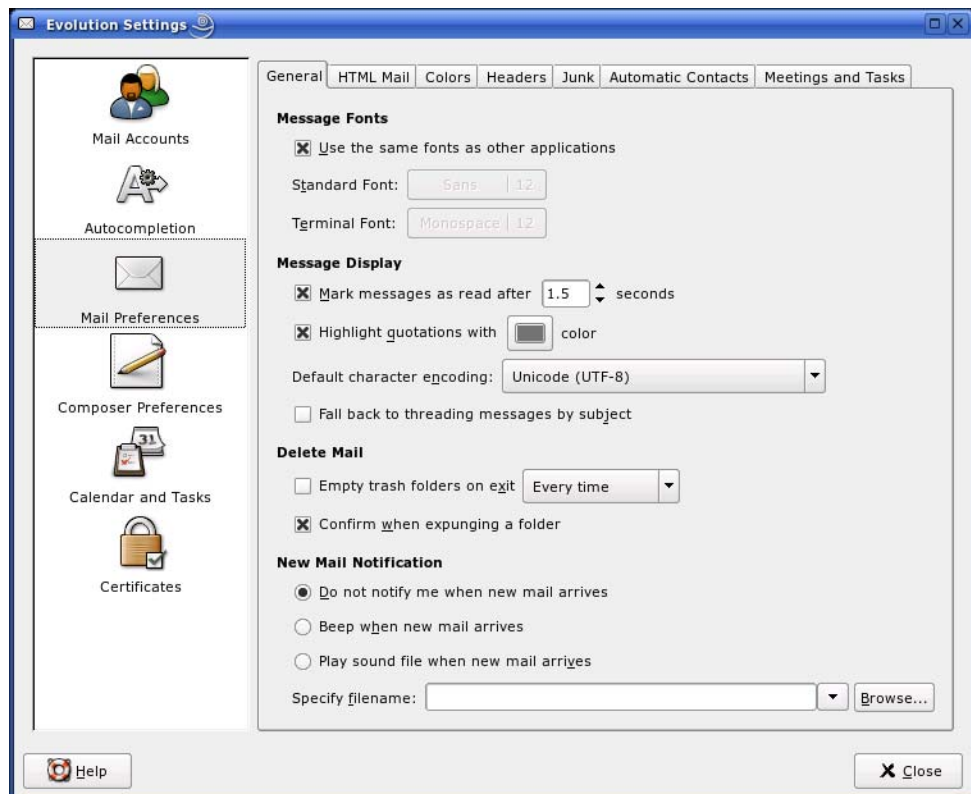 Evolution Settings
Mail Accounts
Autocompletion
Mail Preferences
Composer Preferences
31
Calendar and Tasks
Certificates
General HTML Mail Colors Headers Junk Automatic Contacts Meetings and Tasks
Message Fonts
Use the same fonts as other applications
Standard Font: Sans 12
Terminal Font: Monospace 12
Message Display
Mark messages as read after 1.5 seconds
Highlight quotations with color
Default character encoding: Unicode (UTF-8)
Fall back to threading messages by subject
Delete Mail
Empty trash folders on exit Every time
Confirm when expunging a folder
New Mail Notification
Do not notify me when new mail arrives
Beep when new mail arrives
Play sound file when new mail arrives
Specify filename: Browse...
Help Close